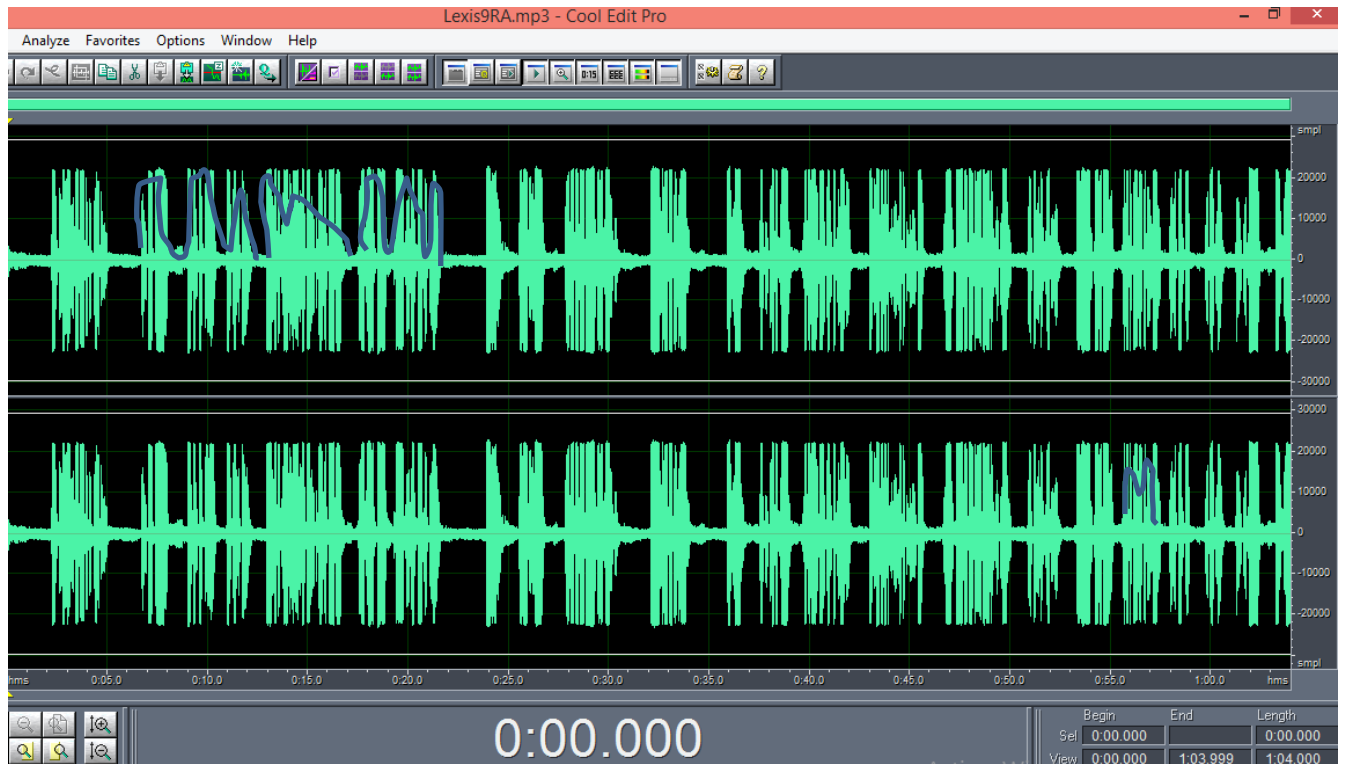 Lexis9RA.mp3 - Cool Edit Pro
Analyze Favorites Options Window Help
smpl
20000
10000
0
-10000
-20000
-30000
30000
20000
10000
0
-10000
-20000
smpl
hms 0:05.0 0:10.0 0:15.0 0:20.0 0:25.0 0:30.0 0:35.0 0:40.0 0:45.0 0:50.0 0:55.0 1:00.0 hms
0:00.000
Begin End Length
Sel 0:00.000 0:00.000
View 0:00.000 1:03.999 1:04.000